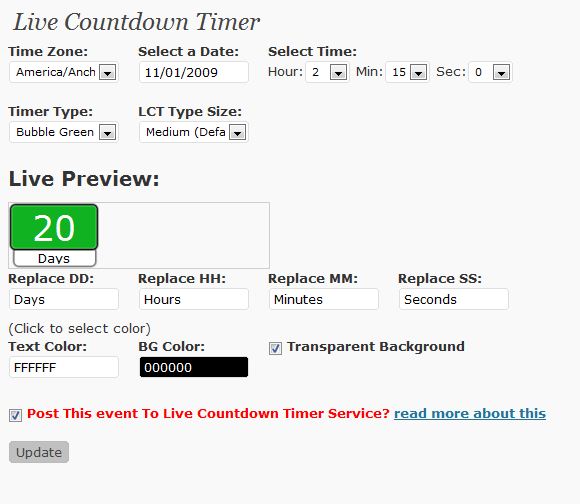 Live Countdown Timer
Time Zone: Select a Date: Select Time:
America/Anch 11/01/2009 Hour: 2 Min: 15 Sec: 0
Timer Type: LCT Type Size:
Bubble Green Medium (Defa
Live Preview:
20
Days
Replace DD: Replace HH: Replace MM: Replace SS:
Days Hours Minutes Seconds
(Click to select color)
Text Color: BG Color: Transparent Background
FFFFFF 000000
Post This event To Live Countdown Timer Service? read more about this
Update